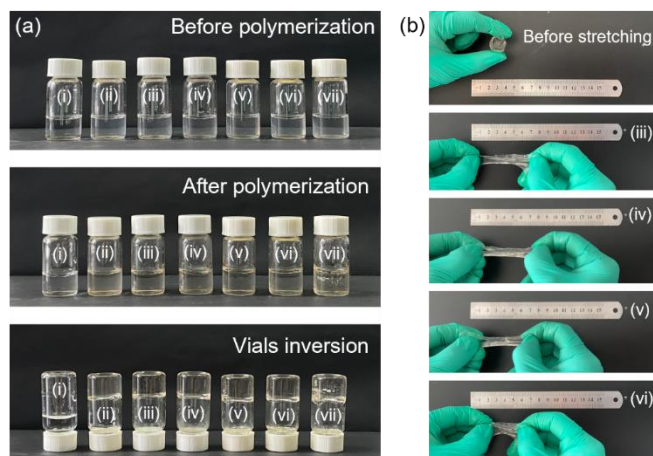 (a)
Before polymerization
(i) (ii) (iii) (iv) (v) (vi) (vii)
After polymerization
(i) (ii) (iii) (iv) (v) (vi) (vii)
Vials inversion
(i) (ii) (iii) (iv) (v) (vi) (vii)
(b)
Before stretching
(iii)
(iv)
(v)
(vi)